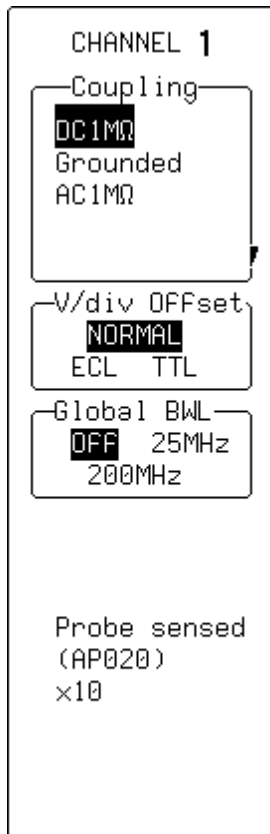 CHANNEL 1
Coupling
DC1MΩ
Grounded
AC1MΩ
V/div OFFset
NORMAL
ECL TTL
Global BWL
OFF 25MHz
200MHz
Probe sensed
(AP020)
×10